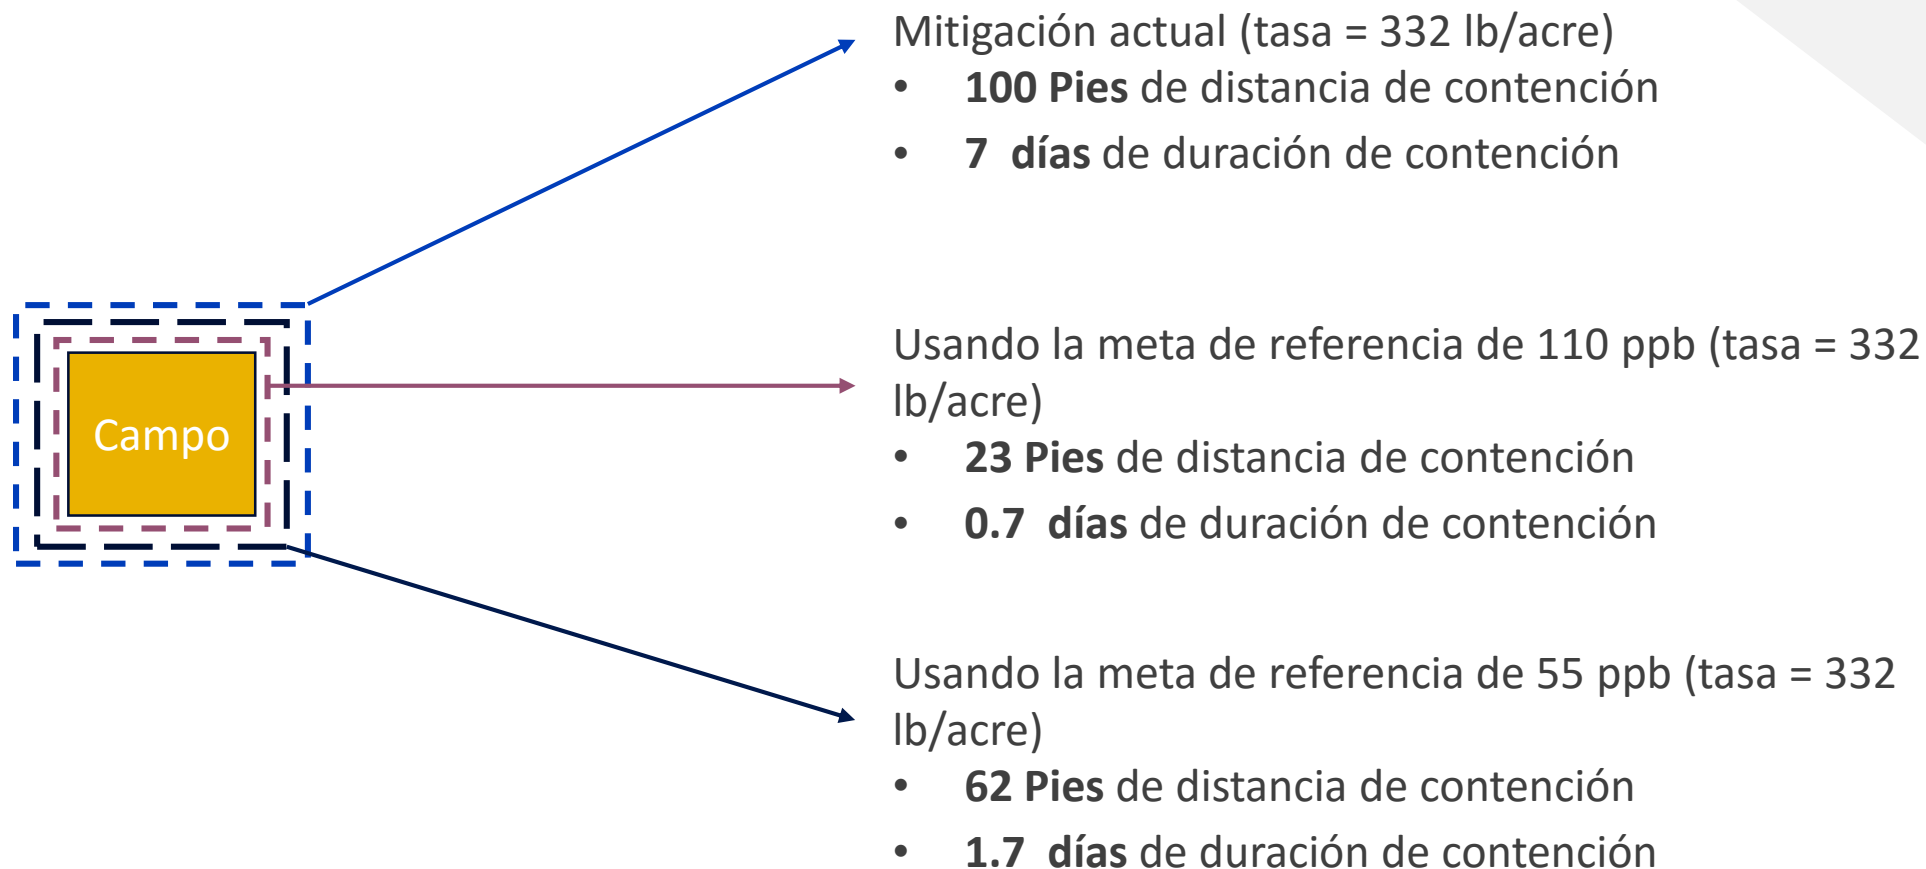 Mitigación actual (tasa = 332 lb/acre)
• 100 Pies de distancia de contención
• 7 días de duración de contención
Campo
Usando la meta de referencia de 110 ppb (tasa = 332
lb/acre)
• 23 Pies de distancia de contención
• 0.7 días de duración de contención
Usando la meta de referencia de 55 ppb (tasa = 332
lb/acre)
• 62 Pies de distancia de contención
• 1.7 días de duración de contención